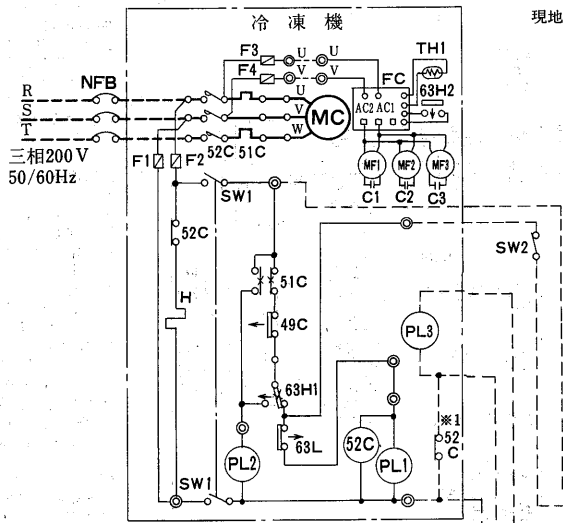 冷凍機
現地
F3 U U
F4 V V
TH1
FC
63H2
NFB
R
S
T
U
V
W
MC
AC2 AC1
三相200V
50/60Hz
F1 F2
52C 51C
MF1 MF2 MF3
C1 C2 C3
SW1
52C
SW2
51C
H
49C
PL3
63H1
※1
52
C
63L
52C
PL2
PL1
SW1